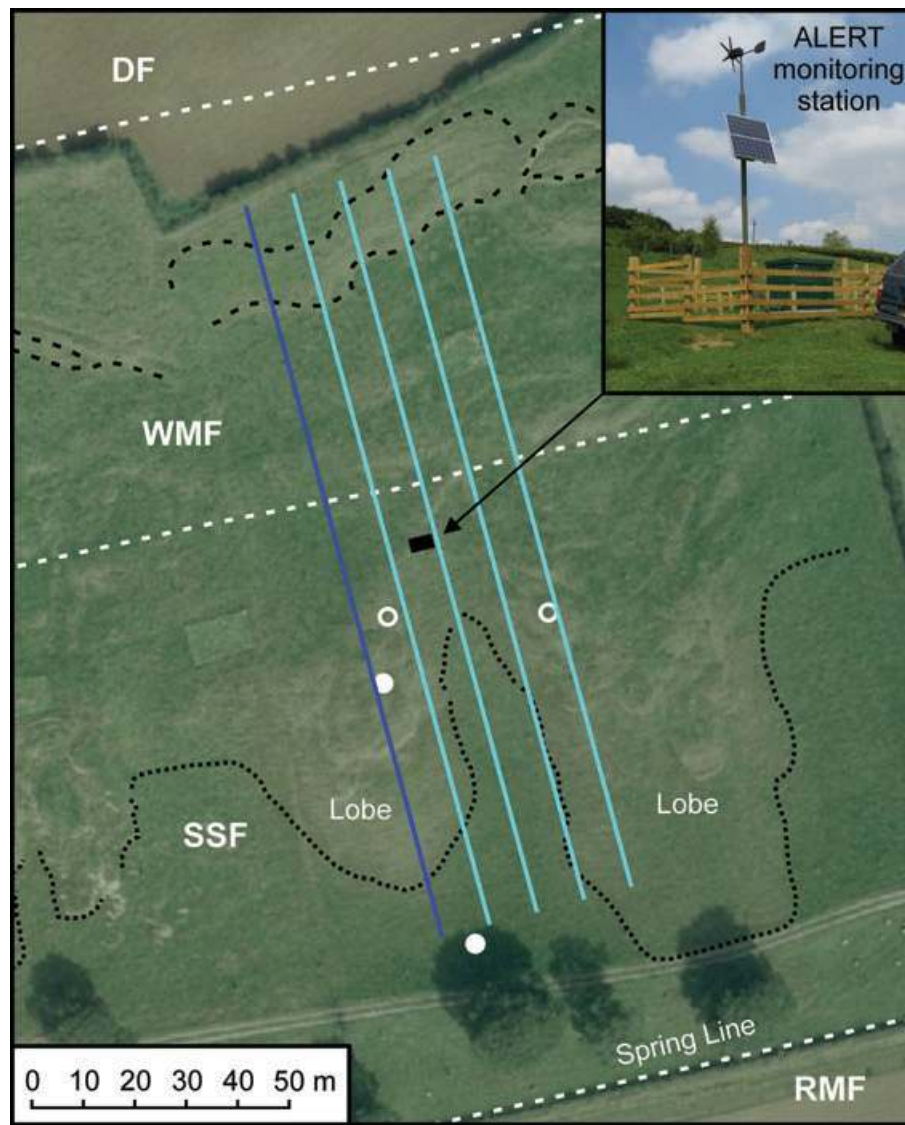 DF
ALERT
monitoring
station
WMF
Lobe
Lobe
SSF
Spring Line
RMF
0 10 20 30 40 50 m